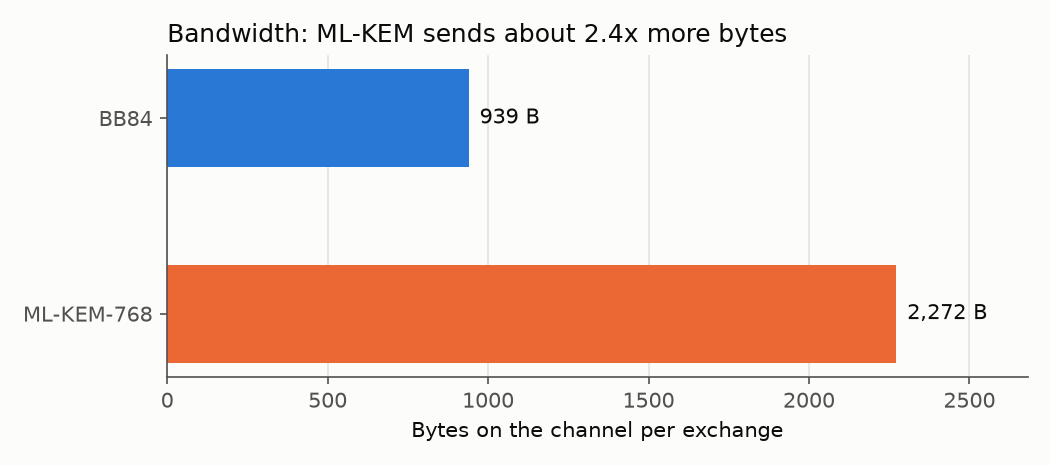 Bandwidth: ML-KEM sends about 2.4x more bytes
BB84
939 B
ML-KEM-768
2,272 B
0 500 1000 1500 2000 2500
Bytes on the channel per exchange